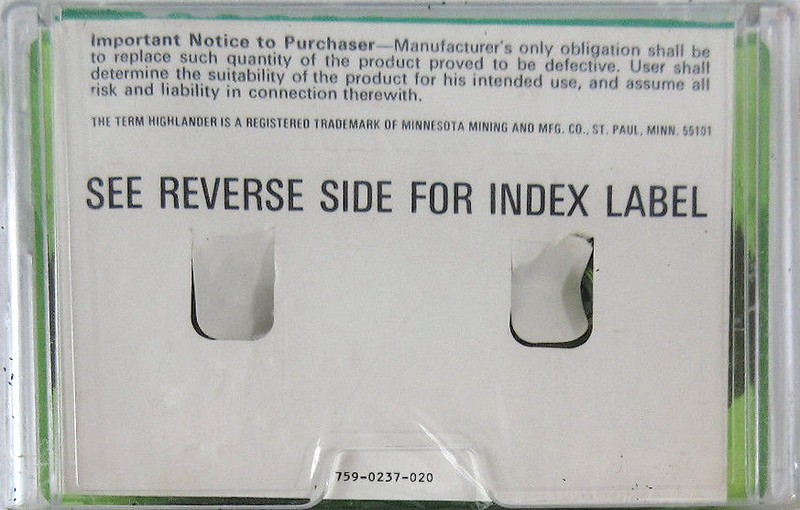 Important Notice to Purchaser—Manufacturer's only obligation shall be
to replace such quantity of the product proved to be defective. User shall
determine the suitability of the product for his intended use, and assume all
risk and liability in connection therewith.
THE TERM HIGHLANDER IS A REGISTERED TRADEMARK OF MINNESOTA MINING AND MFG. CO., ST. PAUL, MINN. 55101
SEE REVERSE SIDE FOR INDEX LABEL
759-0237-020